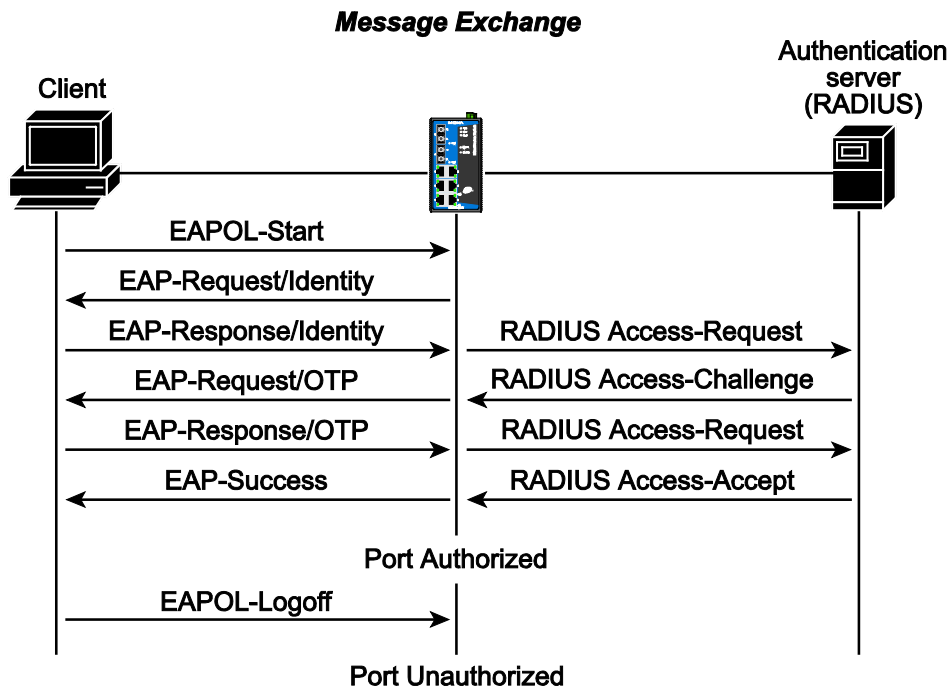 Message Exchange
Client
Authentication
server
(RADIUS)
EAPOL-Start
EAP-Request/Identity
EAP-Response/Identity
RADIUS Access-Request
EAP-Request/OTP
RADIUS Access-Challenge
EAP-Response/OTP
RADIUS Access-Request
EAP-Success
RADIUS Access-Accept
Port Authorized
EAPOL-Logoff
Port Unauthorized